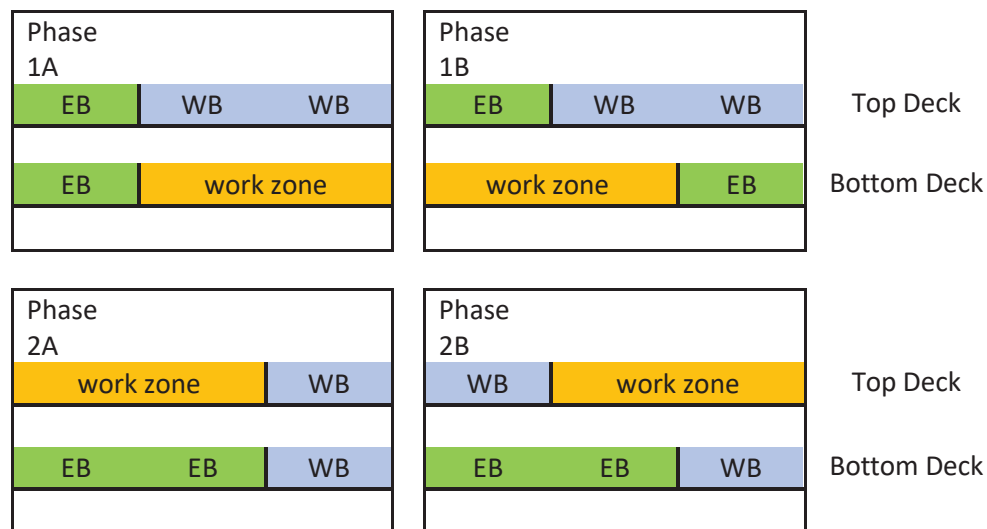 Phase
1A
EB WB WB
EB work zone
Phase
1B
EB WB WB
work zone EB
Top Deck
Bottom Deck
Phase
2A
work zone WB
EB EB WB
Phase
2B
WB work zone
EB EB WB
Top Deck
Bottom Deck